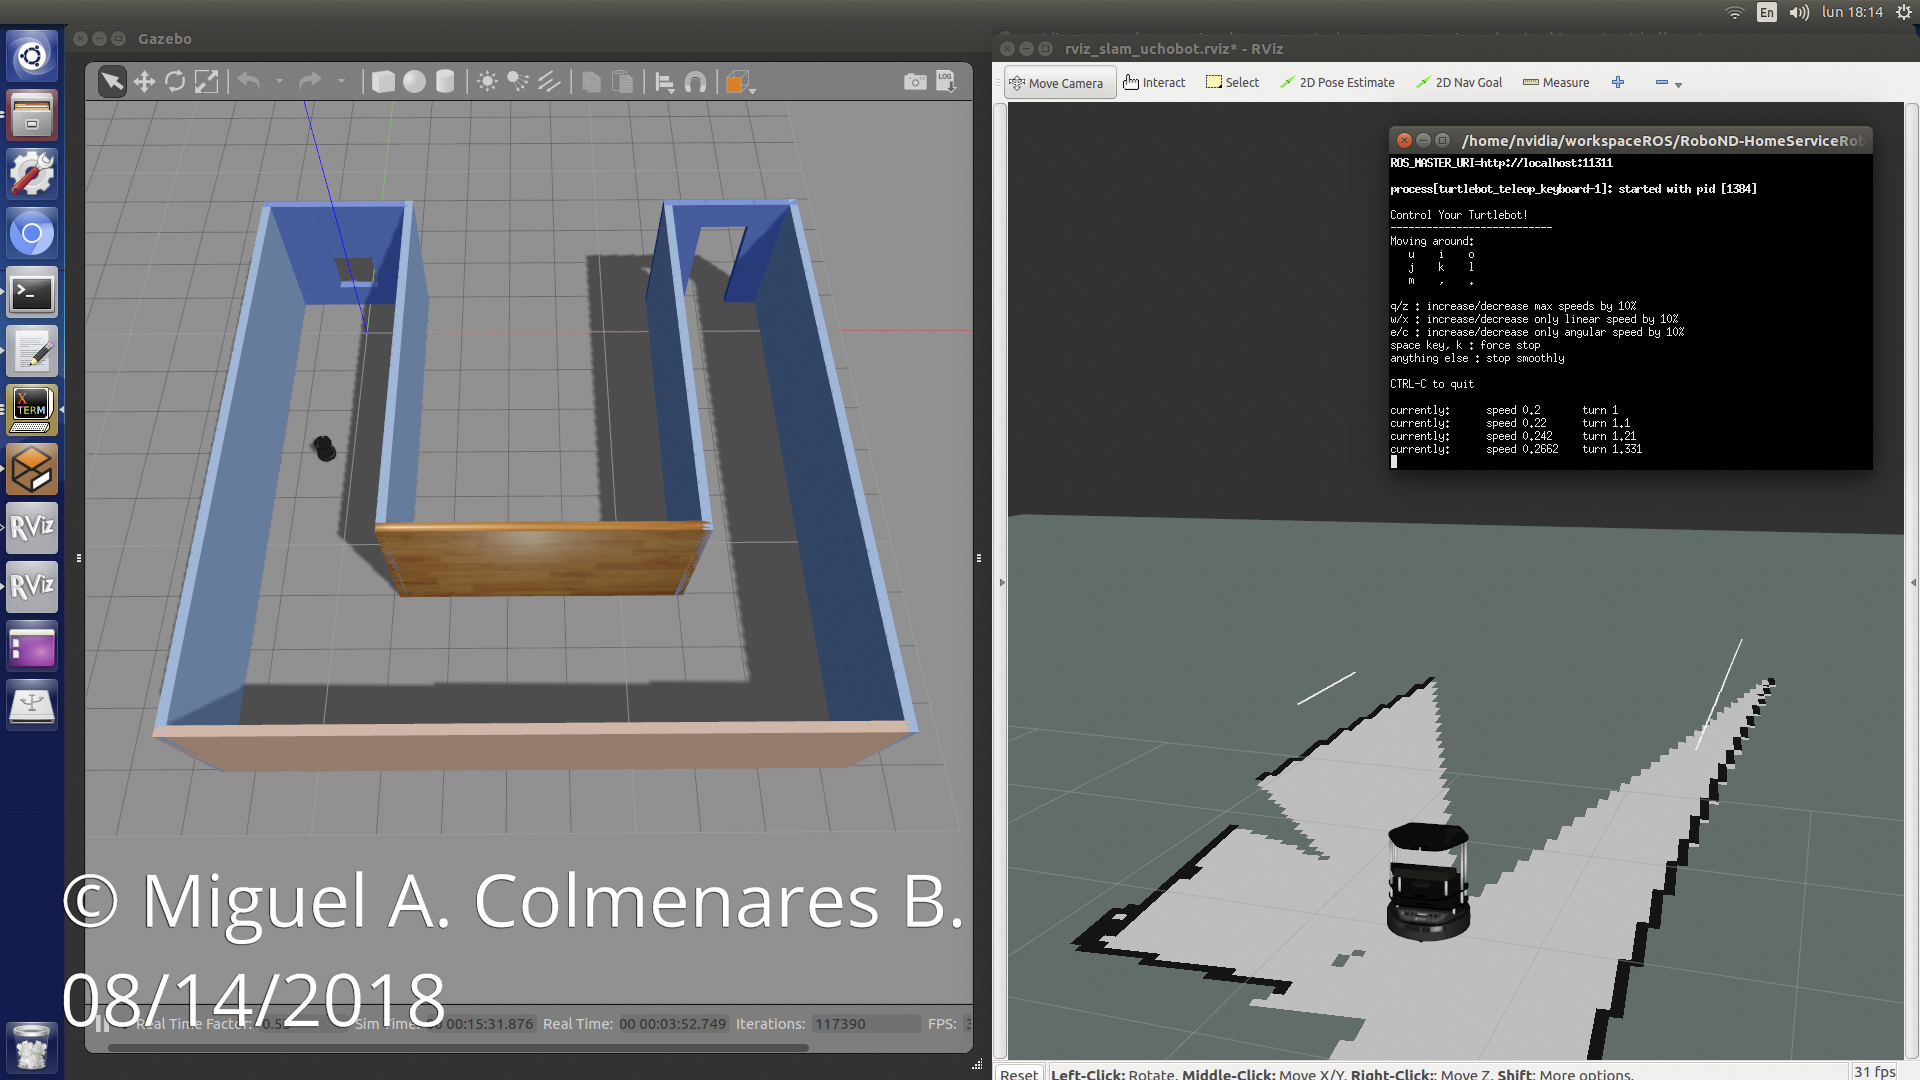 lun 18:14
En
Gazebo
rviz_slam_uchobot.rviz* - RViz
LOG
Move Camera
Interact
Select
2D Pose Estimate
2D Nav Goal
Measure
/home/nvidia/workspaceROS/RoboND-HomeServiceRob
ROS_MASTER_URI=http://localhost:11311
process[turtlebot_teleop_keyboard-1]: started with pid [1384]
Control Your Turtlebot!
---------------------------
Moving around:
u i o
j k l
m , .
q/z : increase/decrease max speeds by 10%
w/x : increase/decrease only linear speed by 10%
e/c : increase/decrease only angular speed by 10%
space key, k : force stop
anything else : stop smoothly
CTRL-C to quit
currently: speed 0.2 turn 1
currently: speed 0.22 turn 1.1
currently: speed 0.242 turn 1.21
currently: speed 0.2662 turn 1.331
X
TERM
RViz
RViz
© Miguel A. Colmenares B.
08/14/2018
Real Time Factor: Sim Time: 00:15:31.876 Real Time: 00 00:03:52.749 Iterations: 117390 FPS:
Reset Left-Click: Rotate. Middle-Click: Move X/Y. Right-Click:: Move Z. Shift: More options.
31 fps